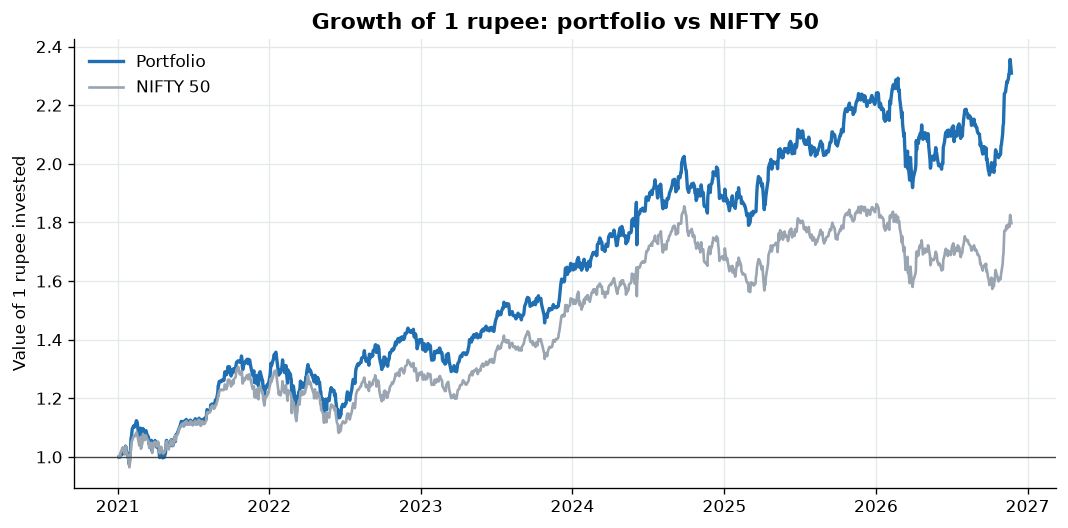 Growth of 1 rupee: portfolio vs NIFTY 50
Portfolio
NIFTY 50
Value of 1 rupee invested
2.4
2.2
2.0
1.8
1.6
1.4
1.2
1.0
2021 2022 2023 2024 2025 2026 2027